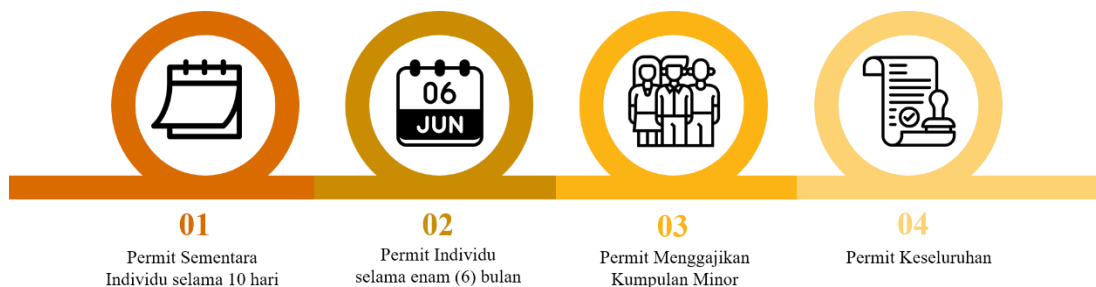 06
JUN
01
Permit Sementara
Individu selama 10 hari
02
Permit Individu
selama enam (6) bulan
03
Permit Menggajikan
Kumpulan Minor
04
Permit Keseluruhan